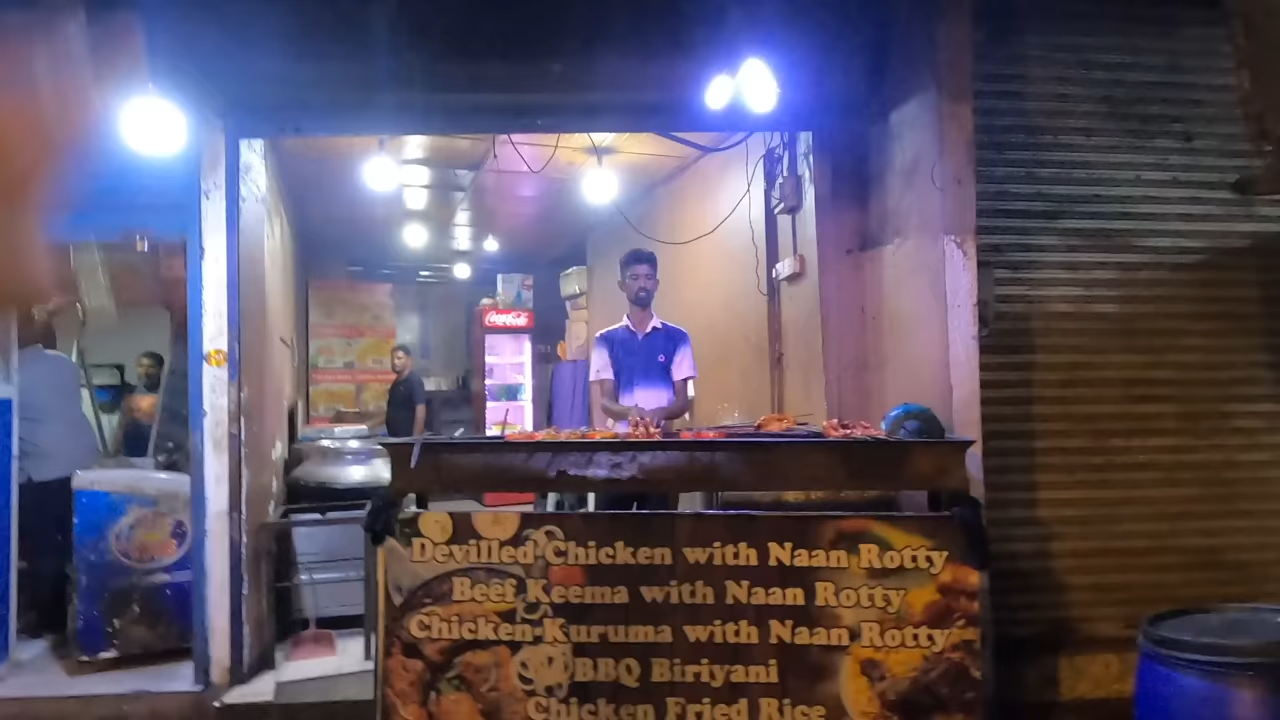 Coca-Cola
Devilled Chicken with Naan Rotty
Beef Keema with Naan Rotty
Chicken Kuruma with Naan Rotty
BBQ Biriyani
Chicken Fried Rice